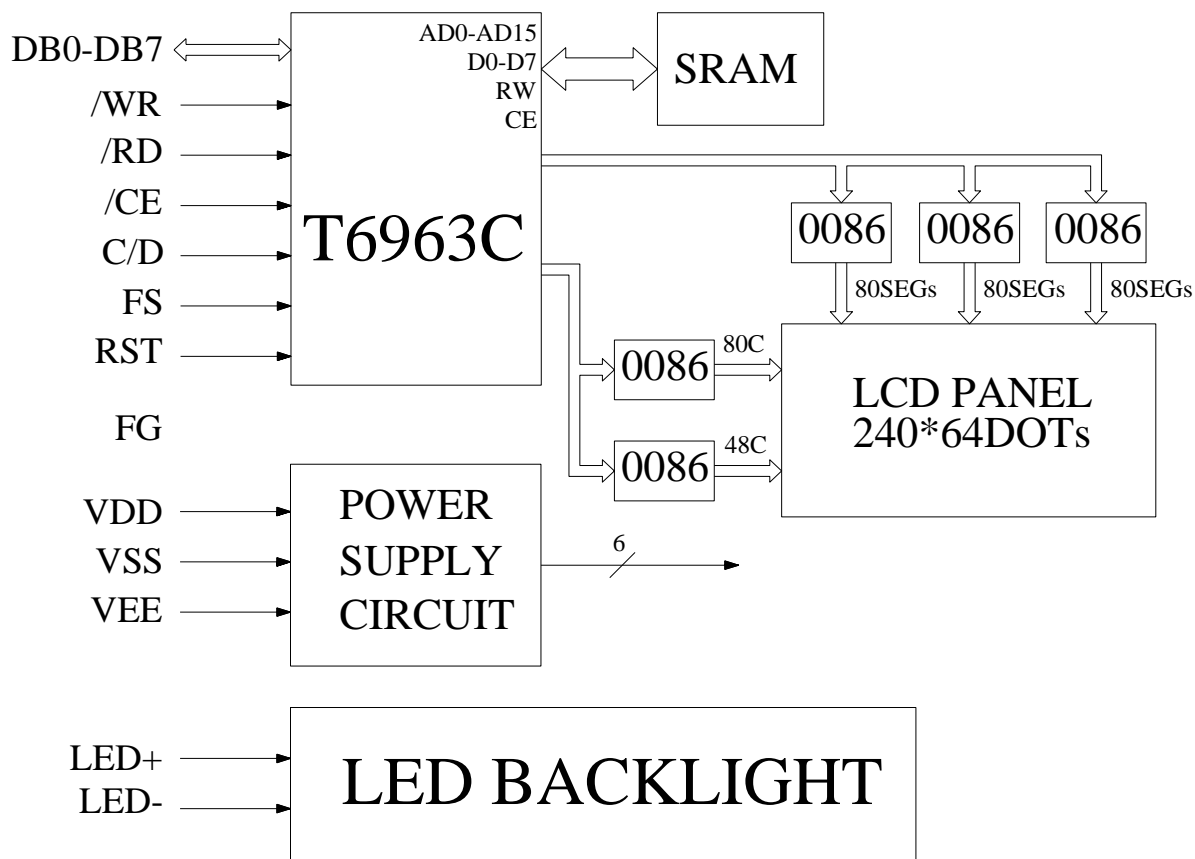 DB0-DB7
/WR
/RD
/CE
C/D
FS
RST
FG
VDD
VSS
VEE
LED+
LED-
AD0-AD15
D0-D7
RW
CE
T6963C
SRAM
0086
0086
0086
80SEGs
80SEGs
80SEGs
0086
80C
0086
48C
LCD PANEL
240*64DOTs
POWER
SUPPLY
CIRCUIT
6
LED BACKLIGHT